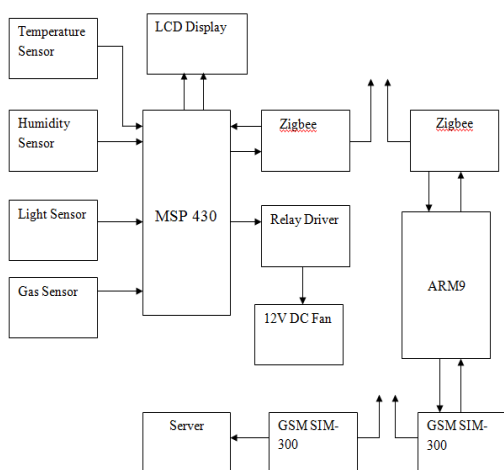 Temperature
Sensor
LCD Display
Humidity
Sensor
Zigbee
Zigbee
Light Sensor
MSP 430
Relay Driver
Gas Sensor
ARM9
12V DC Fan
Server
GSM SIM-
300
GSM SIM-
300